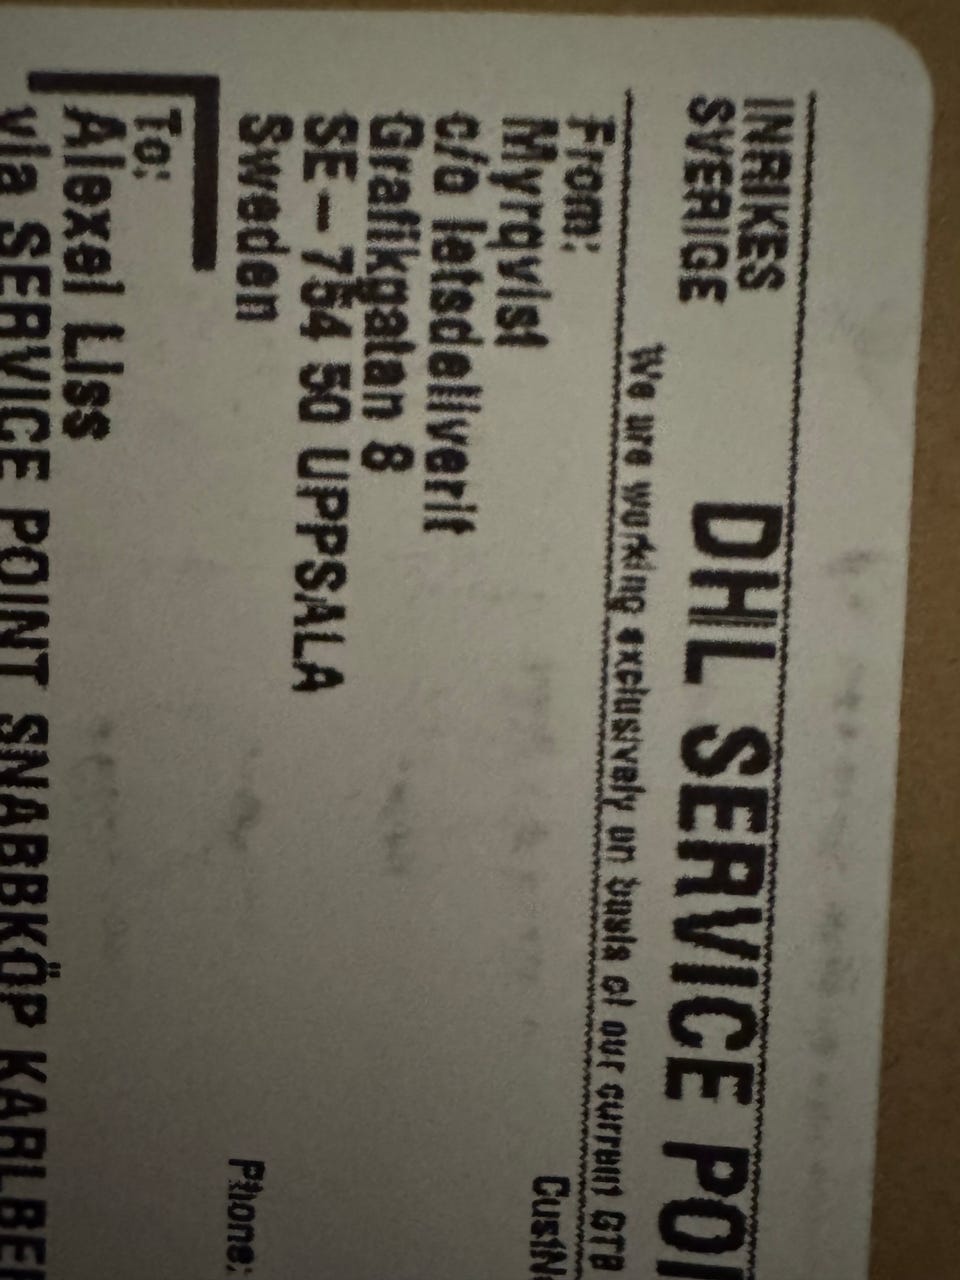 INRIKES
SVERIGE
DHL SERVICE POI
We are working exclusively on basis of our current GTB
From:
Myrqvist
c/o letsdeliverit
Grafikgatan 8
SE-754 50 UPPSALA
Sweden
CustN
Phone:
To:
Alexel Liss
via SERVICE POINT SNABBKÖP KARLBE